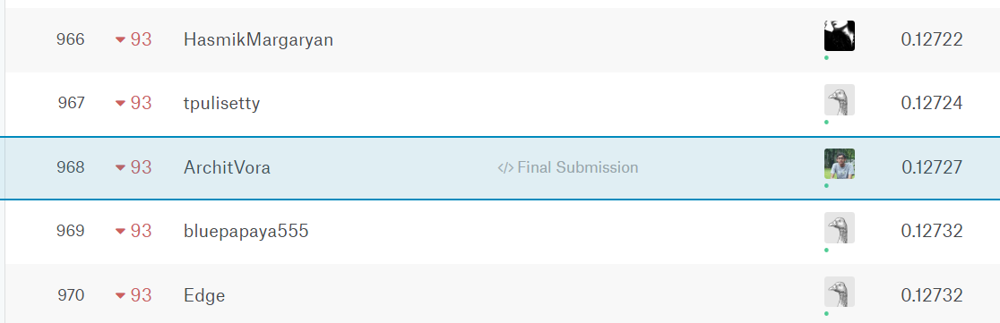 966 93 HasmikMargaryan 0.12722
967 93 tpulisetty 0.12724
968 93 ArchitVora </> Final Submission 0.12727
969 93 bluepapaya555 0.12732
970 93 Edge 0.12732